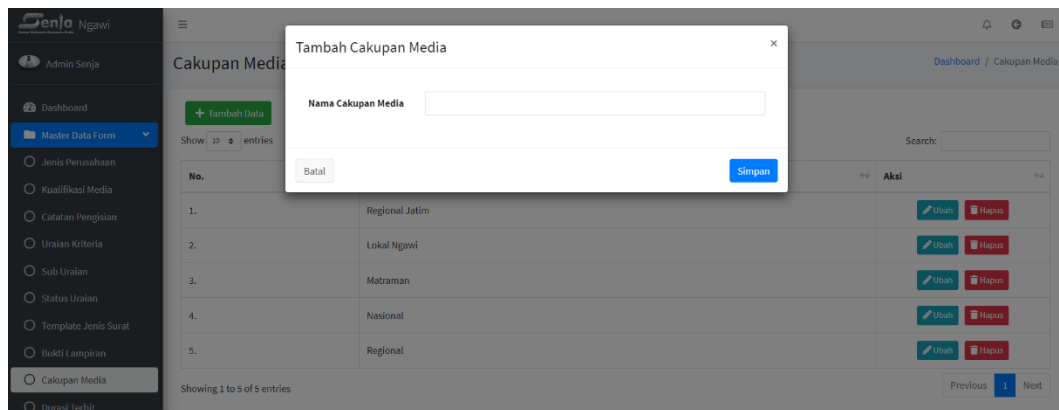 Senja Ngawi
Admin Senja
Dashboard
Master Data Form
Jenis Perusahaan
Kualifikasi Media
Catatan Pengisian
Uraian Kriteria
Sub Uraian
Status Uraian
Template Jenis Surat
Bukti Lampiran
Cakupan Media
Durasi Terbit
Cakupan Media
Dashboard / Cakupan Media
Tambah Data
Show 10 entries
Search:
No.
Aksi
1. Regional Jatim Ubah Hapus
2. Lokal Ngawi Ubah Hapus
3. Matraman Ubah Hapus
4. Nasional Ubah Hapus
5. Regional Ubah Hapus
Showing 1 to 5 of 5 entries
Previous 1 Next
Tambah Cakupan Media ×
Nama Cakupan Media
Batal Simpan